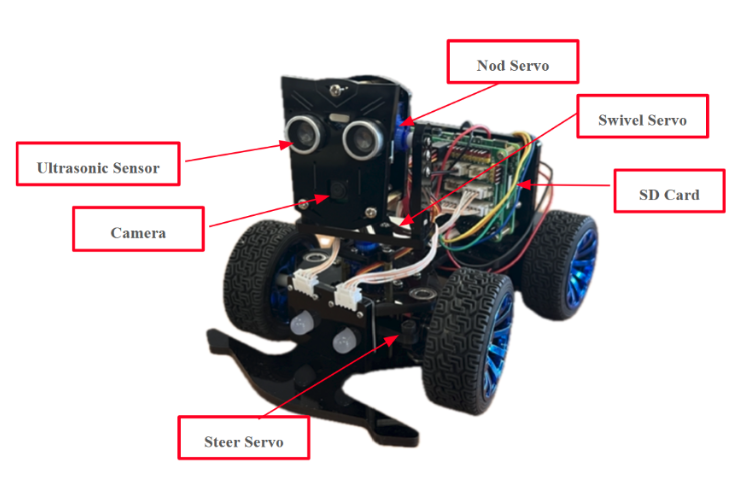 Nod Servo
Swivel Servo
Ultrasonic Sensor
SD Card
Camera
Steer Servo